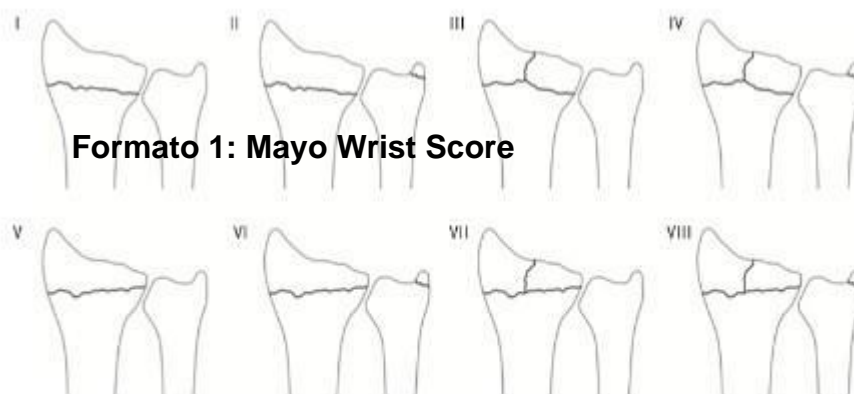 I II III IV
Formato 1: Mayo Wrist Score
V VI VII VIII